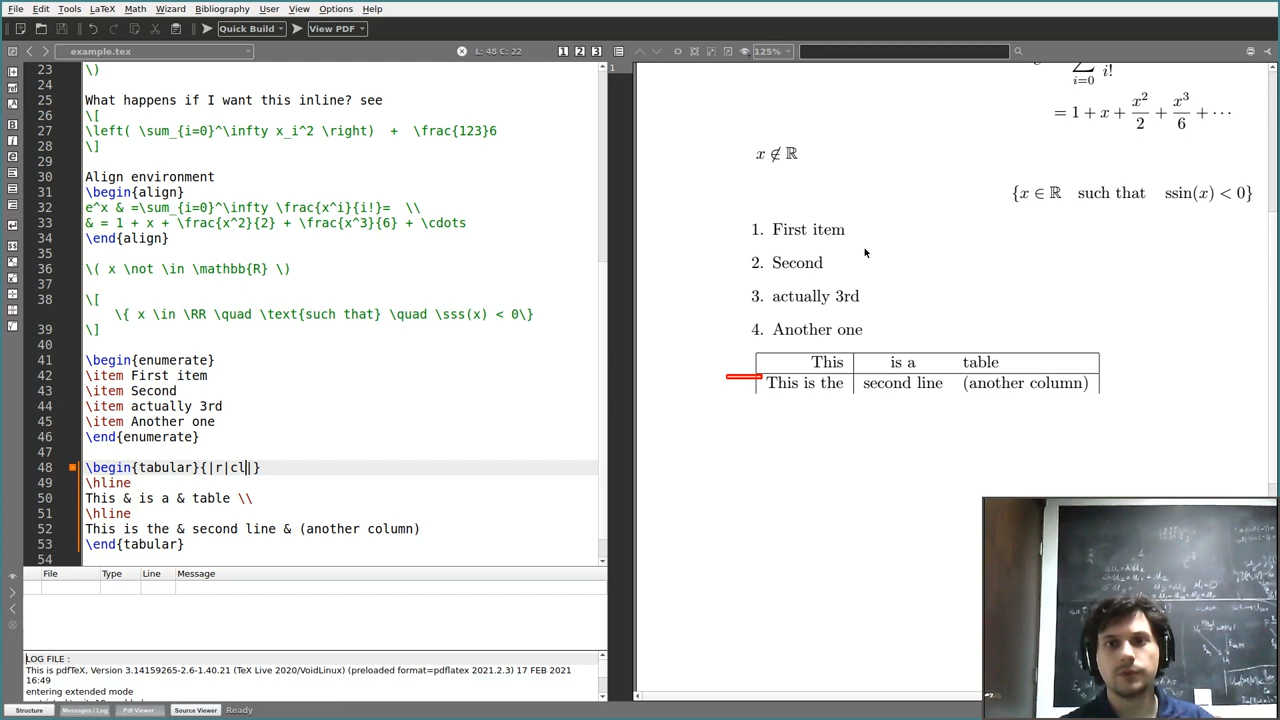 File Edit Tools LaTeX Math Wizard Bibliography User View Options Help
Quick Build View PDF
example.tex L: 48 C: 22 1 2 3 125%
23 \)
24
25 What happens if I want this inline? see
26 \[
27 \left( \sum_{i=0}^\infty x_i^2 \right) + \frac{123}6
28 \]
29
30 Align environment
31 \begin{align}
32 e^x & =\sum_{i=0}^\infty \frac{x^i}{i!}= \\
33 & = 1 + x + \frac{x^2}{2} + \frac{x^3}{6} + \cdots
34 \end{align}
35
36 \( x \not \in \mathbb{R} \)
37
38 \[
\{ x \in \RR \quad \text{such that} \quad \sss(x) < 0\}
39 \]
40
41 \begin{enumerate}
42 \item First item
43 \item Second
44 \item actually 3rd
45 \item Another one
46 \end{enumerate}
47
48 \begin{tabular}{|r|cl|}
49 \hline
50 This & is a & table \\
51 \hline
52 This is the & second line & (another column)
53 \end{tabular}
54
File Type Line Message
LOG FILE :
This is pdfTeX, Version 3.14159265-2.6-1.40.21 (TeX Live 2020/VoidLinux) (preloaded format=pdflatex 2021.2.3) 17 FEB 2021
16:49
entering extended mode
Structure Messages / Log Pdf Viewer Source Viewer Ready
1
∑ i=0 i!
= 1 + x + x²/2 + x³/6 + ⋯
x ∉ ℝ
{x ∈ ℝ such that ssin(x) < 0}
1. First item
2. Second
3. actually 3rd
4. Another one
This is a table
This is the second line (another column)